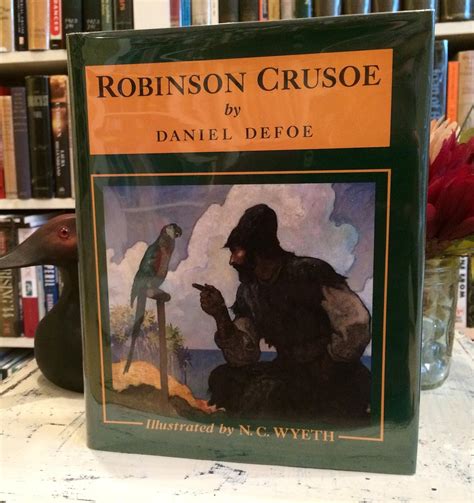 ROBINSON CRUSOE
by
DANIEL DEFOE
Illustrated by N. C. WYETH